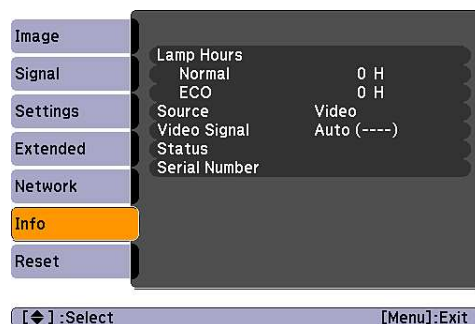 Image
Signal
Settings
Extended
Network
Info
Reset
Lamp Hours
Normal 0 H
ECO 0 H
Source Video
Video Signal Auto (----)
Status
Serial Number
[◆] :Select [Menu]:Exit